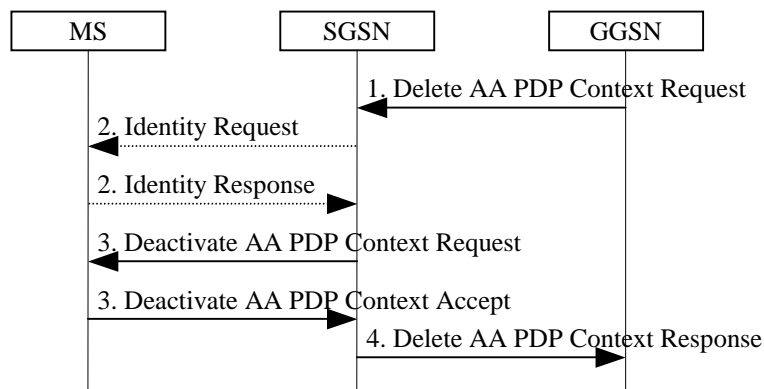 MS
SGSN
GGSN
1. Delete AA PDP Context Request
2. Identity Request
2. Identity Response
3. Deactivate AA PDP Context Request
3. Deactivate AA PDP Context Accept
4. Delete AA PDP Context Response